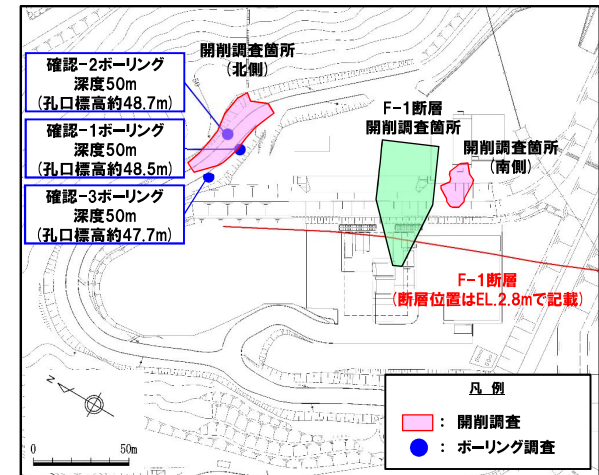 開削調査箇所
(北側)
確認-2ボーリング
深度50m
(孔口標高約48.7m)
確認-1ボーリング
深度50m
(孔口標高約48.5m)
確認-3ボーリング
深度50m
(孔口標高約47.7m)
F-1断層
開削調査箇所
開削調査箇所
(南側)
F-1断層
(断層位置はEL.2.8mで記載)
N
0 50m
凡 例
: 開削調査
: ボーリング調査